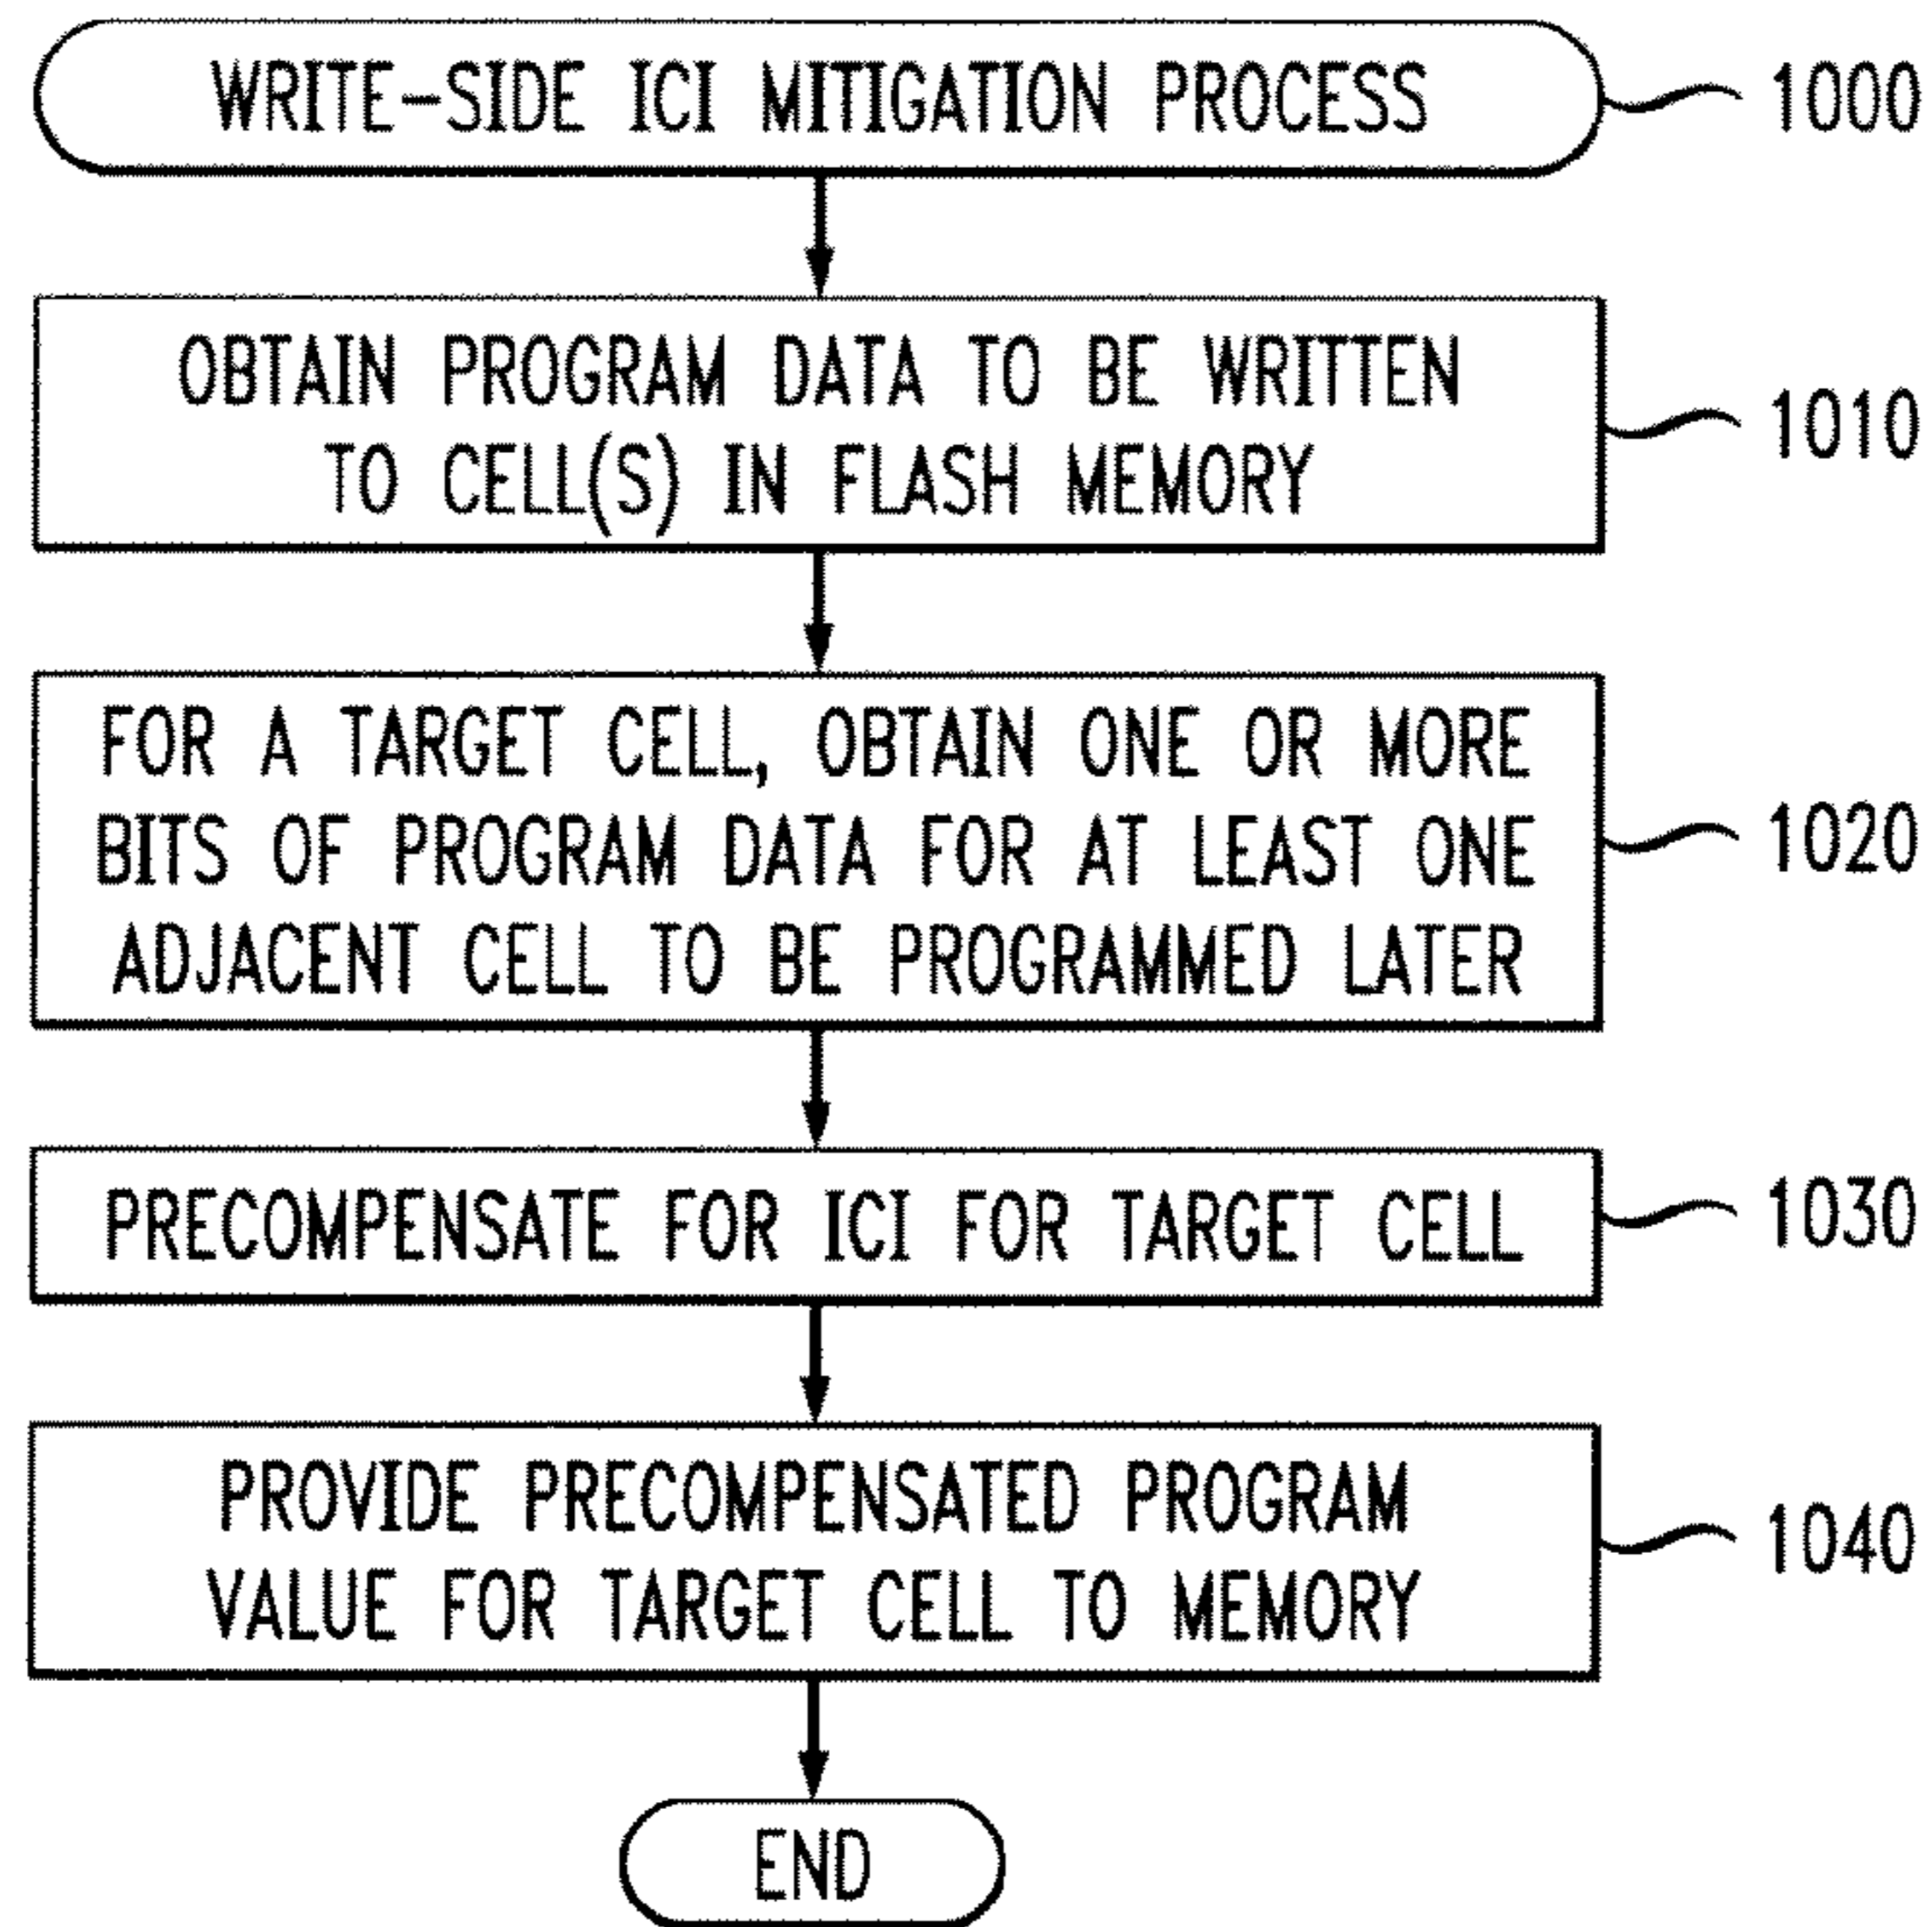 WRITE-SIDE ICI MITIGATION PROCESS
1000
OBTAIN PROGRAM DATA TO BE WRITTEN
TO CELL(S) IN FLASH MEMORY
1010
FOR A TARGET CELL, OBTAIN ONE OR MORE
BITS OF PROGRAM DATA FOR AT LEAST ONE
ADJACENT CELL TO BE PROGRAMMED LATER
1020
PRECOMPENSATE FOR ICI FOR TARGET CELL
1030
PROVIDE PRECOMPENSATED PROGRAM
VALUE FOR TARGET CELL TO MEMORY
1040
END